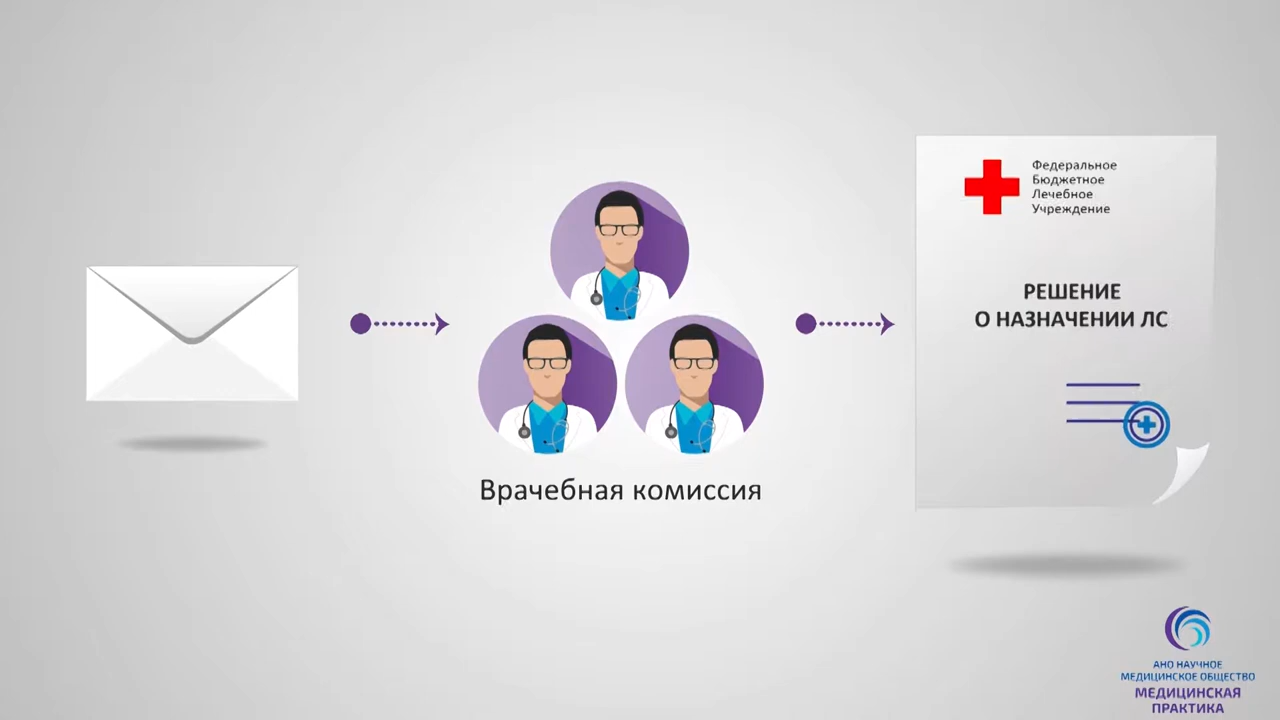 Федеральное
Бюджетное
Лечебное
Учреждение
РЕШЕНИЕ
О НАЗНАЧЕНИИ ЛС
Врачебная комиссия
АНО НАУЧНОЕ
МЕДИЦИНСКОЕ ОБЩЕСТВО
МЕДИЦИНСКАЯ
ПРАКТИКА